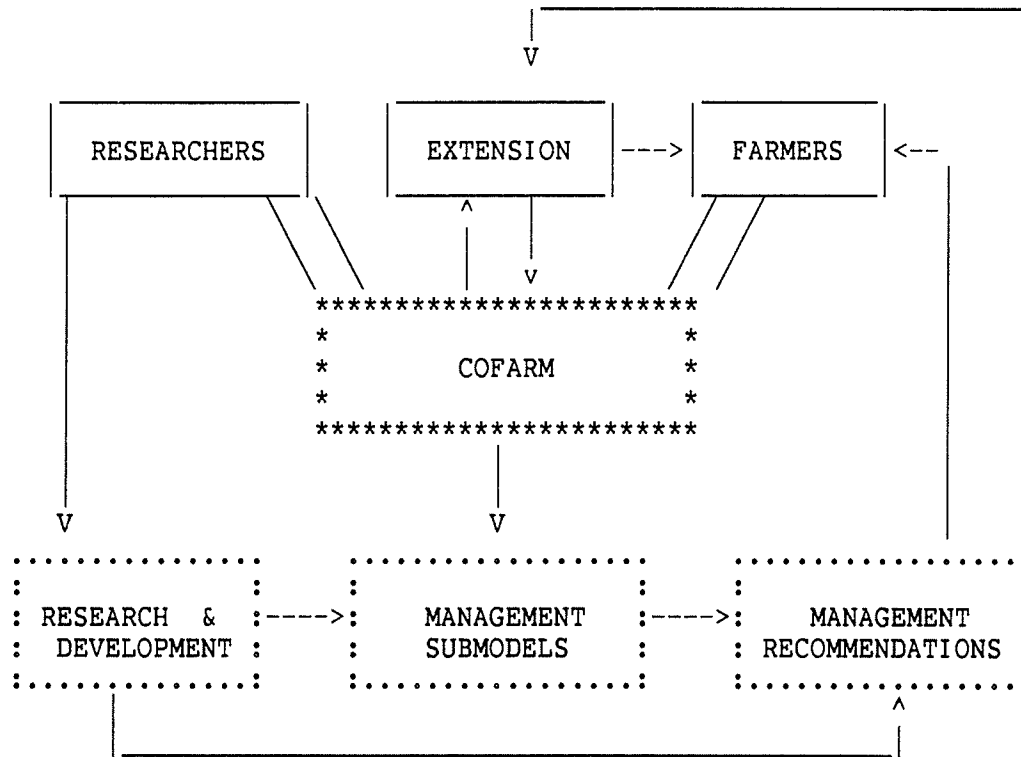 RESEARCHERS
EXTENSION
FARMERS
COFARM
RESEARCH &
DEVELOPMENT
MANAGEMENT
SUBMODELS
MANAGEMENT
RECOMMENDATIONS